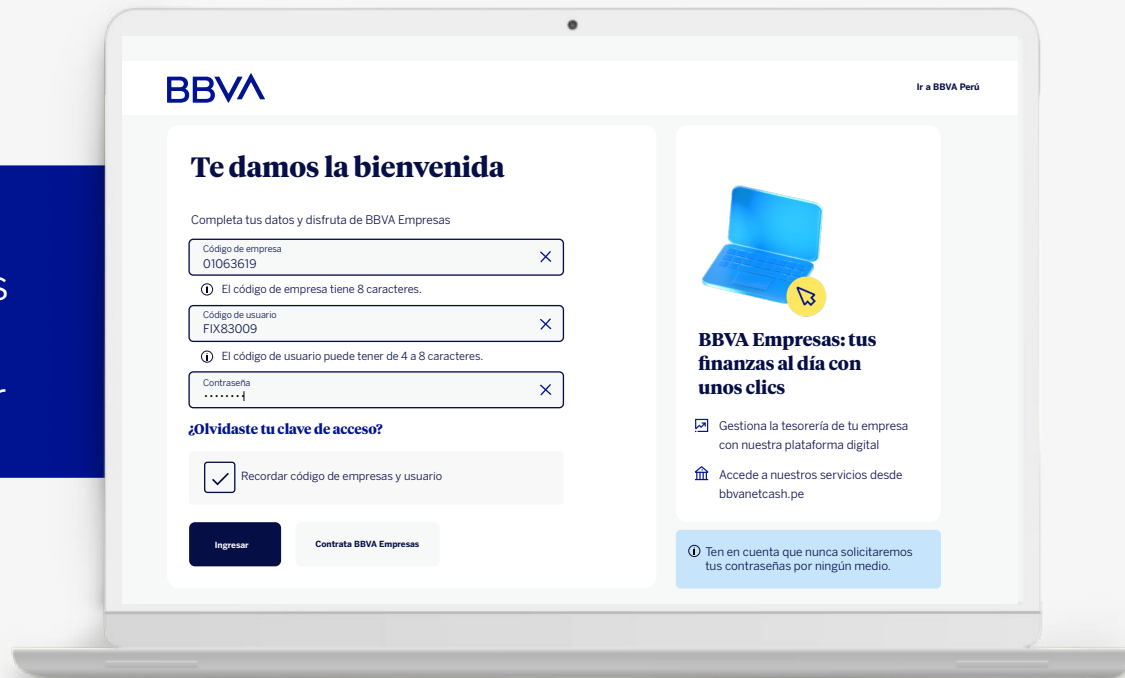 BBVA
Ir a BBVA Perú
Te damos la bienvenida
Completa tus datos y disfruta de BBVA Empresas
Código de empresa
01063619
El código de empresa tiene 8 caracteres.
Código de usuario
FIX83009
El código de usuario puede tener de 4 a 8 caracteres.
Contraseña
¿Olvidaste tu clave de acceso?
Recordar código de empresas y usuario
Ingresar
Contrata BBVA Empresas
BBVA Empresas: tus
finanzas al día con
unos clics
Gestiona la tesorería de tu empresa
con nuestra plataforma digital
Accede a nuestros servicios desde
bbvanetcash.pe
Ten en cuenta que nunca solicitaremos
tus contraseñas por ningún medio.